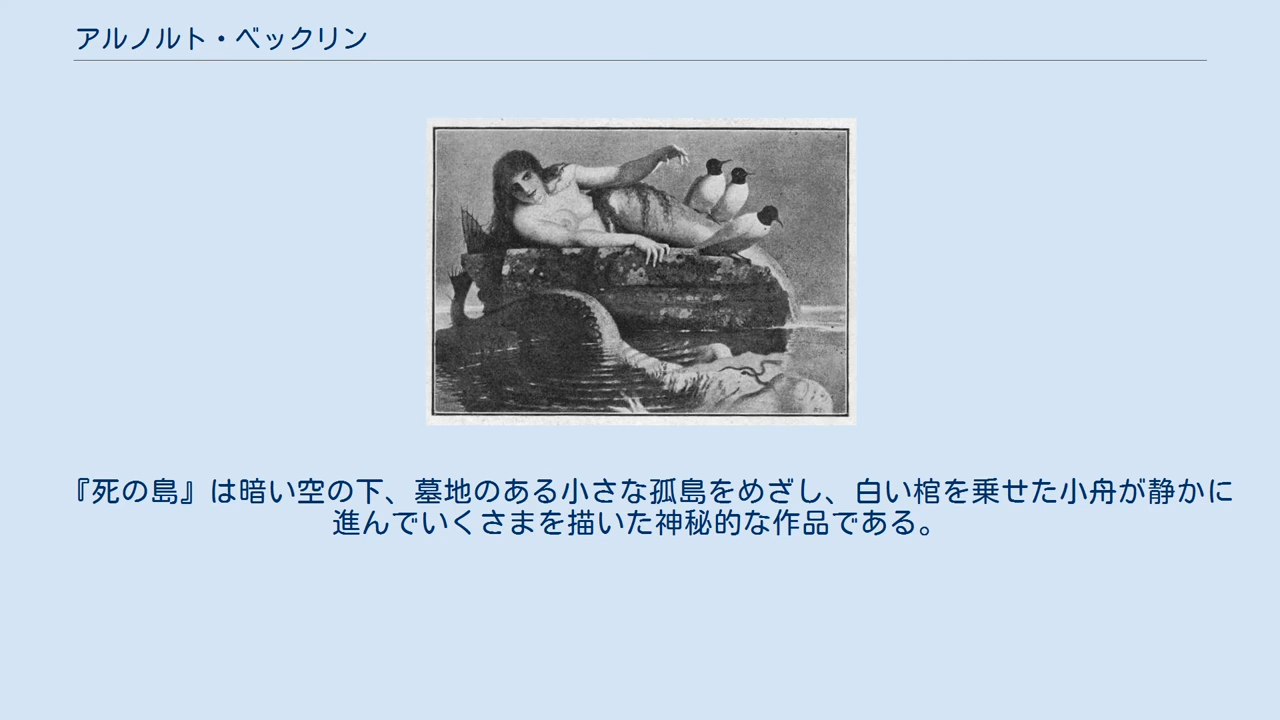 アルノルト・ベックリン
『死の島』は暗い空の下、墓地のある小さな孤島をめざし、白い棺を乗せた小舟が静かに
進んでいくさまを描いた神秘的な作品である。